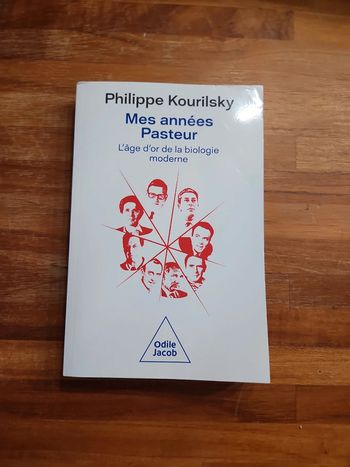 Philippe Kourilsky
Mes années
Pasteur
L'âge d'or de la biologie
moderne
Odile
Jacob